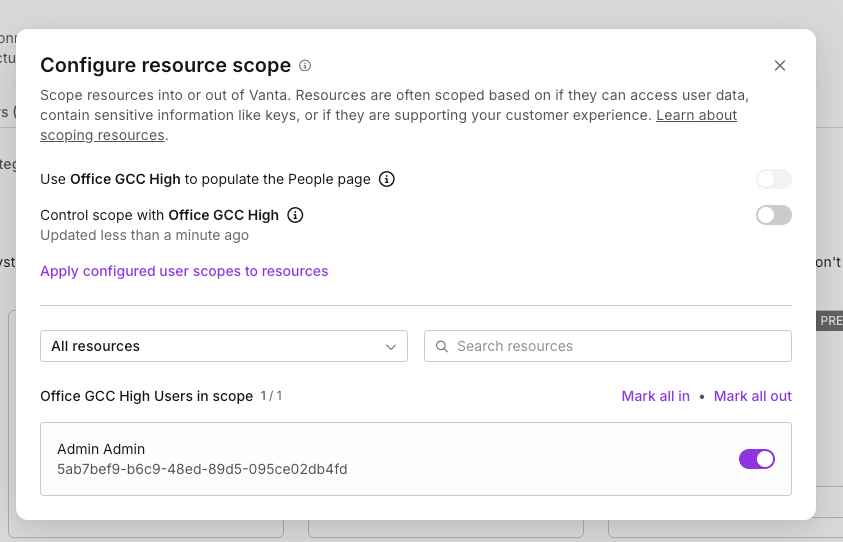 Configure resource scope
Scope resources into or out of Vanta. Resources are often scoped based on if they can access user data,
contain sensitive information like keys, or if they are supporting your customer experience. Learn about
scoping resources.
Use Office GCC High to populate the People page
Control scope with Office GCC High
Updated less than a minute ago
Apply configured user scopes to resources
All resources
Search resources
Office GCC High Users in scope 1 / 1
Mark all in • Mark all out
Admin Admin
5ab7bef9-b6c9-48ed-89d5-095ce02db4fd
on't
PRE